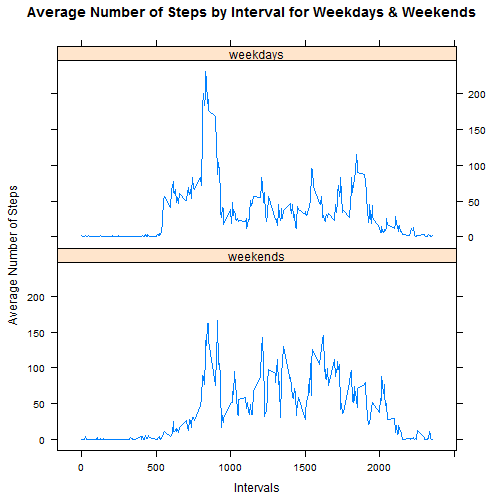 Average Number of Steps by Interval for Weekdays & Weekends
weekdays
200
150
100
50
0
weekends
200
150
100
50
0
Average Number of Steps
0 500 1000 1500 2000
Intervals